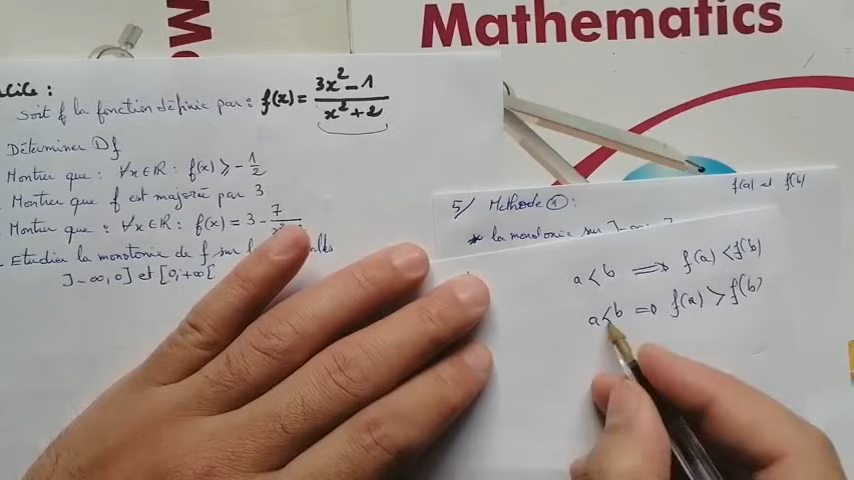 Mathematics
soit f la fonction définie par : f(x) = 3x² - 1 / x² + 2
Déterminer Df
Montrer que : ∀x ∈ ℝ : f(x) ≥ - 1/2
Montrer que f est majorée par 3
Montrer que : ∀x ∈ ℝ : f(x) = 3 - 7/
Etudier la monotonie de f sur
]-∞,0] et [0,+∞[
f(a) et f(b)
5/ Methode ① :
* la monotonie sur
a < b ⟹ f(a) < f(b)
a < b ⟹ f(a) > f(b)